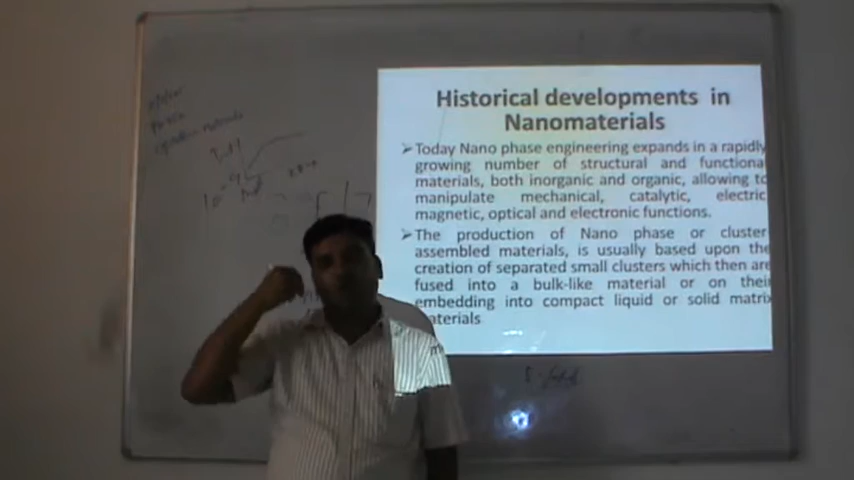 Historical developments in
Nanomaterials
Today Nano phase engineering expands in a rapidly
growing number of structural and functional
materials, both inorganic and organic, allowing to
manipulate mechanical, catalytic, electric
magnetic, optical and electronic functions.
The production of Nano phase or cluster
assembled materials, is usually based upon the
creation of separated small clusters which then are
fused into a bulk-like material or on their
embedding into compact liquid or solid matrix
materials